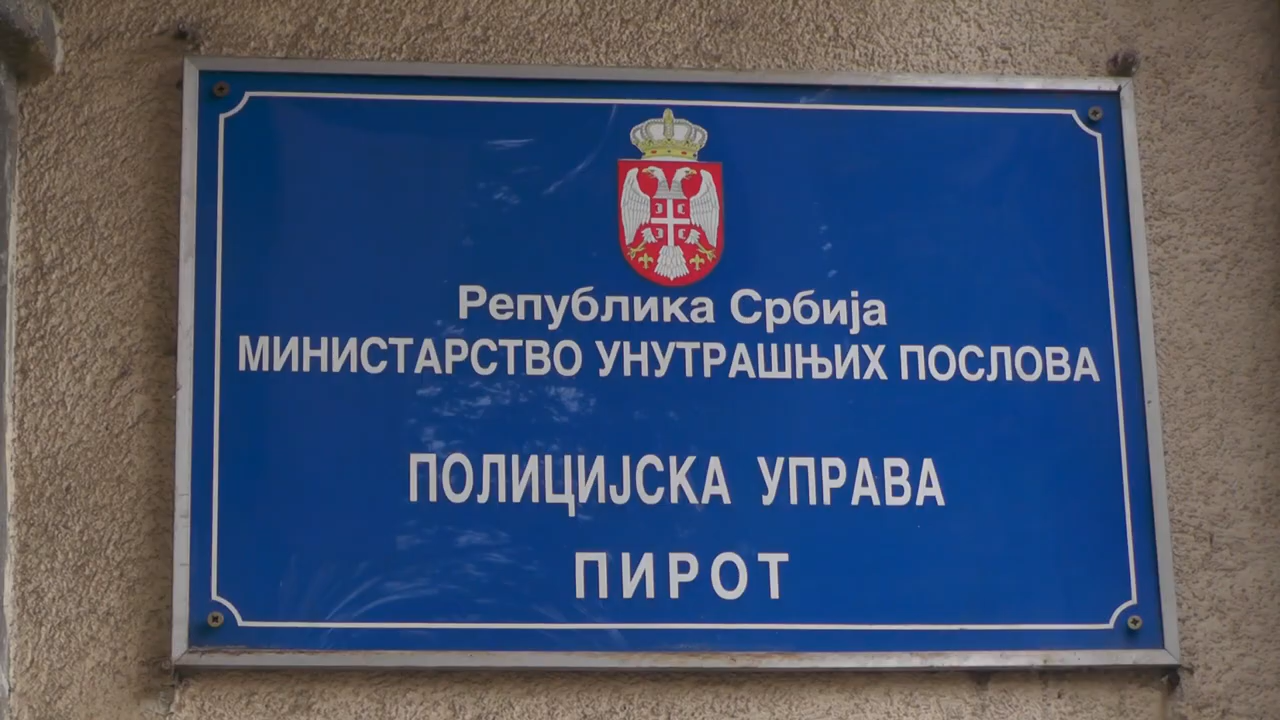 Република Србија
МИНИСТАРСТВО УНУТРАШЊИХ ПОСЛОВА
ПОЛИЦИЈСКА УПРАВА
ПИРОТ